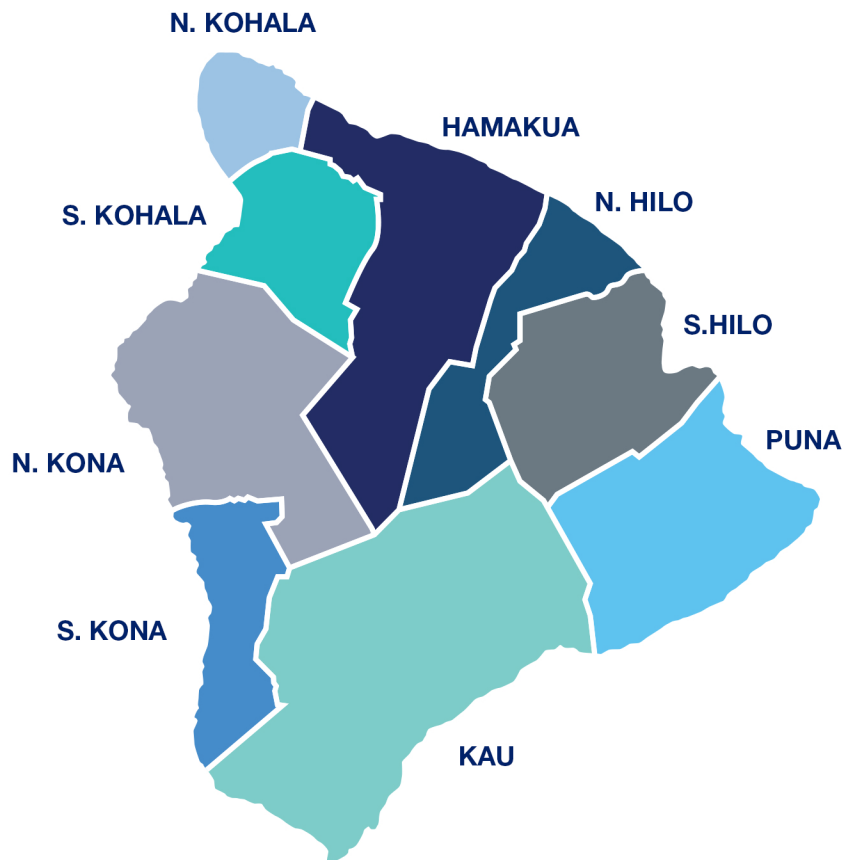 N. KOHALA
HAMAKUA
N. HILO
S. KOHALA
S.HILO
PUNA
N. KONA
S. KONA
KAU